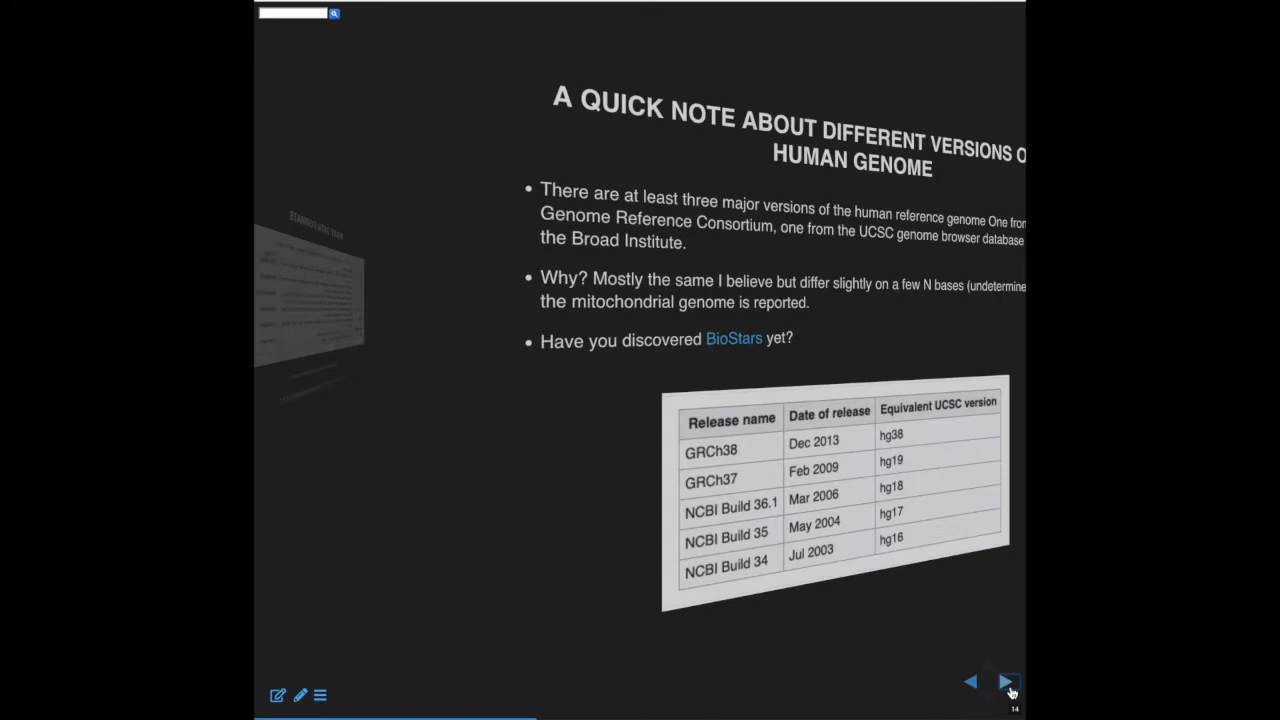 A QUICK NOTE ABOUT DIFFERENT VERSIONS
HUMAN GENOME
There are at least three major versions of the human reference genome One from
Genome Reference Consortium, one from the UCSC genome browser database
the Broad Institute.
Why? Mostly the same I believe but differ slightly on a few N bases (undetermine
the mitochondrial genome is reported.
Have you discovered BioStars yet?
Release name Date of release Equivalent UCSC version
GRCh38 Dec 2013 hg38
GRCh37 Feb 2009 hg19
NCBI Build 36.1 Mar 2006 hg18
NCBI Build 35 May 2004 hg17
NCBI Build 34 Jul 2003 hg16
14